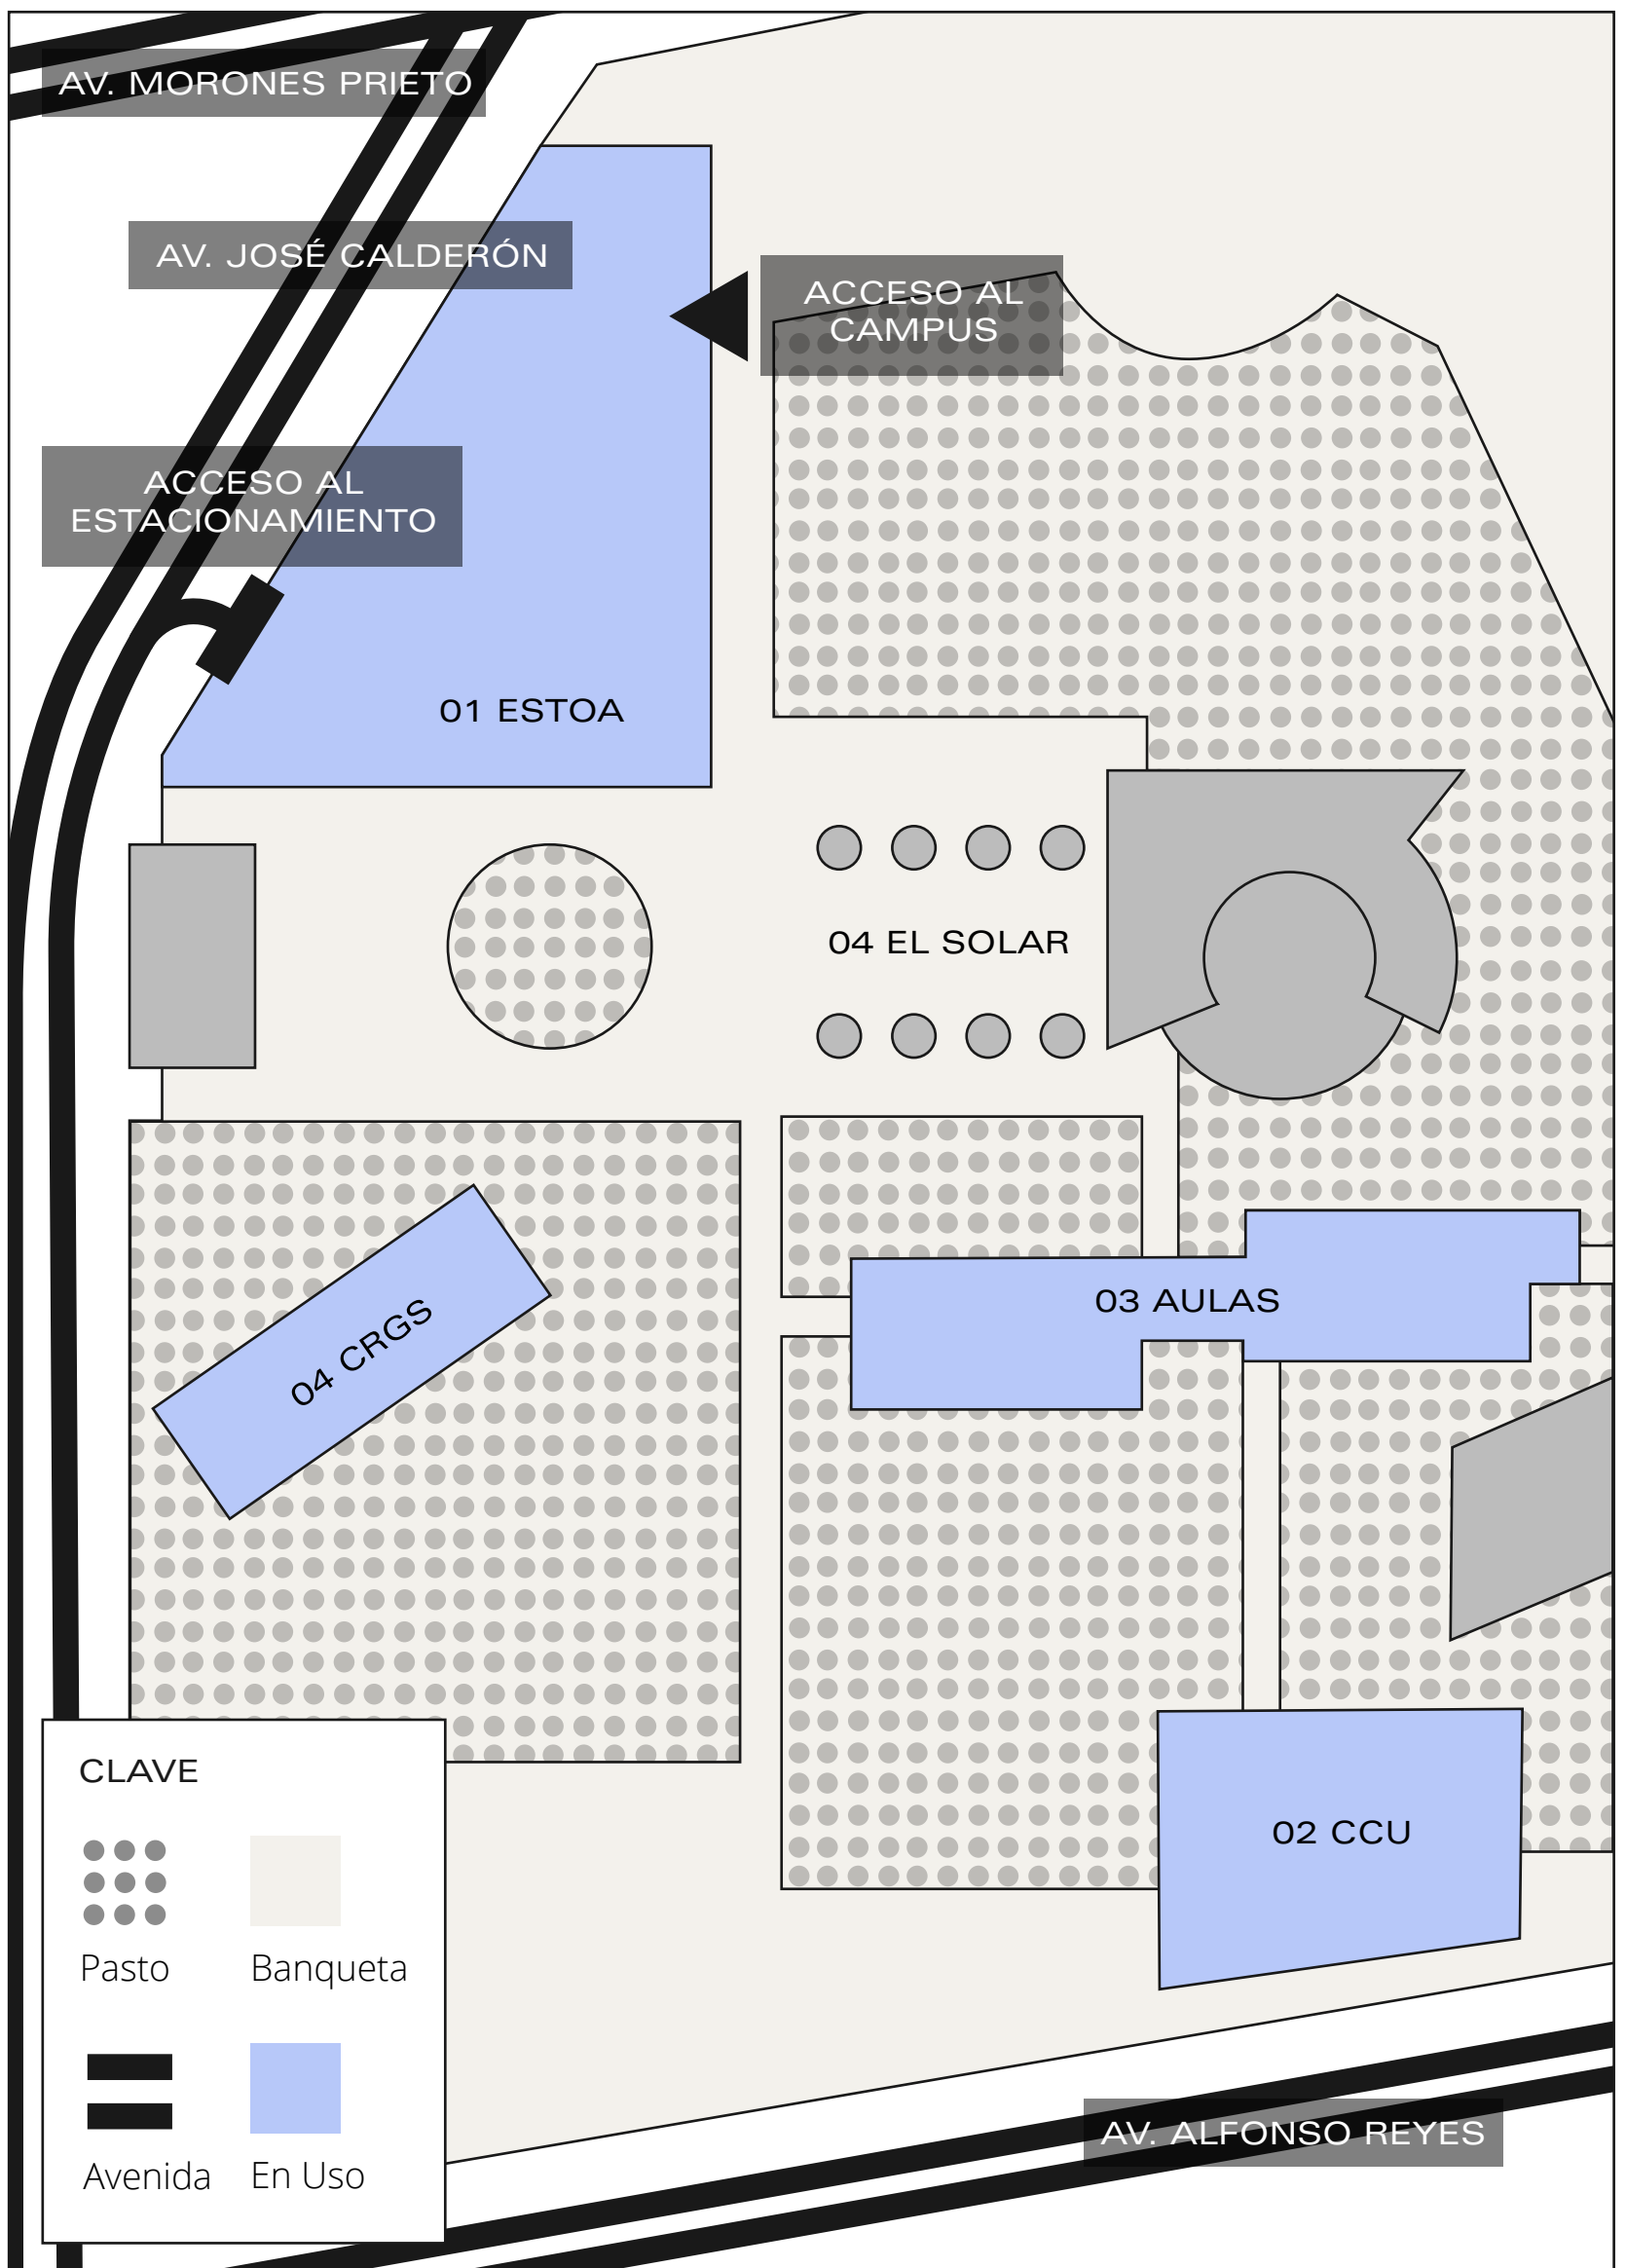 AV. MORONES PRIETO
AV. JOSÉ CALDERÓN
ACCESO AL
CAMPUS
ACCESO AL
ESTACIONAMIENTO
01 ESTOA
04 EL SOLAR
03 AULAS
04 CRGS
02 CCU
CLAVE
Pasto
Banqueta
Avenida
En Uso
AV. ALFONSO REYES